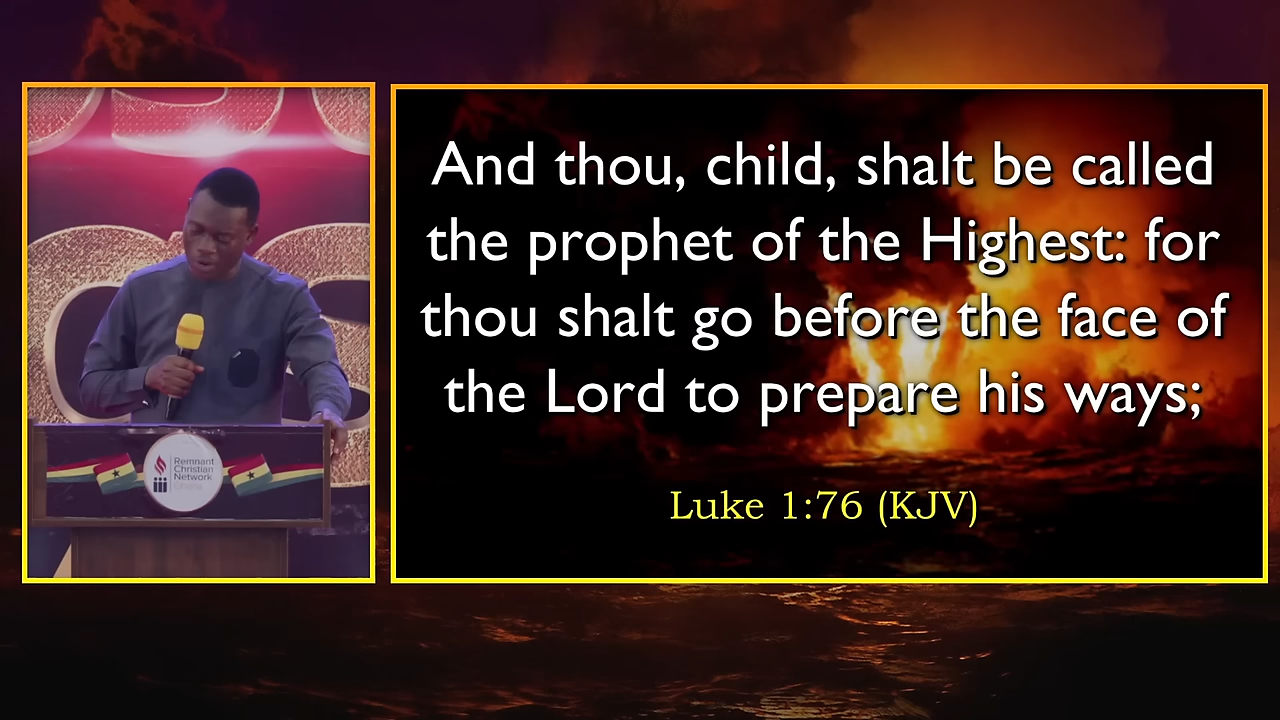 Remnant
Christian
Network
And thou, child, shalt be called
the prophet of the Highest: for
thou shalt go before the face of
the Lord to prepare his ways;
Luke 1:76 (KJV)